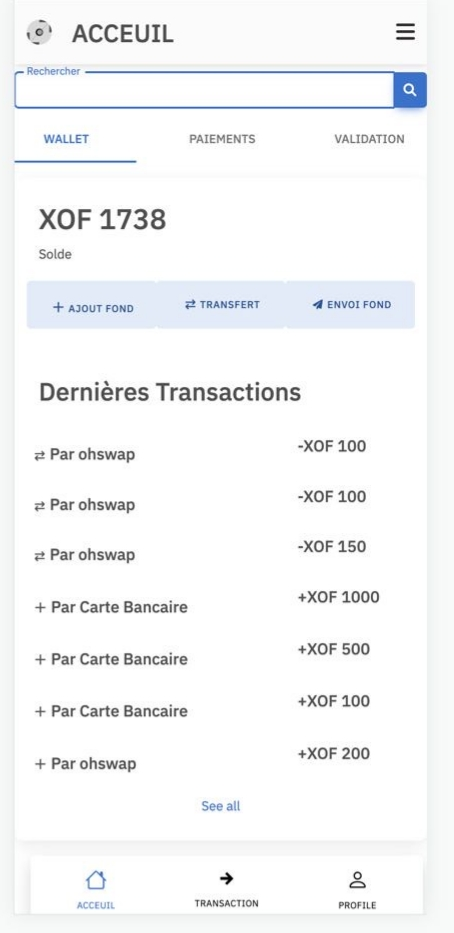 ACCEUIL
Rechercher
WALLET PAIEMENTS VALIDATION
XOF 1738
Solde
+ AJOUT FOND ⇄ TRANSFERT ENVOI FOND
Dernières Transactions
⇄ Par ohswap -XOF 100
⇄ Par ohswap -XOF 100
⇄ Par ohswap -XOF 150
+ Par Carte Bancaire +XOF 1000
+ Par Carte Bancaire +XOF 500
+ Par Carte Bancaire +XOF 100
+ Par ohswap +XOF 200
See all
ACCEUIL TRANSACTION PROFILE